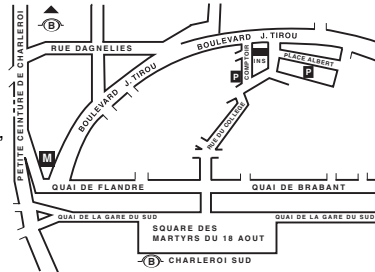 B
PETITE CEINTURE DE CHARLEROI
RUE DAGNELIES
BOULEVARD J. TIROU
BOULEVARD J. TIROU
COMPTOIR
INS
PLACE ALBERT
P
P
RUE DU COLLEGE
M
QUAI DE FLANDRE
QUAI DE BRABANT
QUAI DE LA GARE DU SUD
QUAI DE LA GARE DU SUD
SQUARE DES
MARTYRS DU 18 AOUT
B CHARLEROI SUD